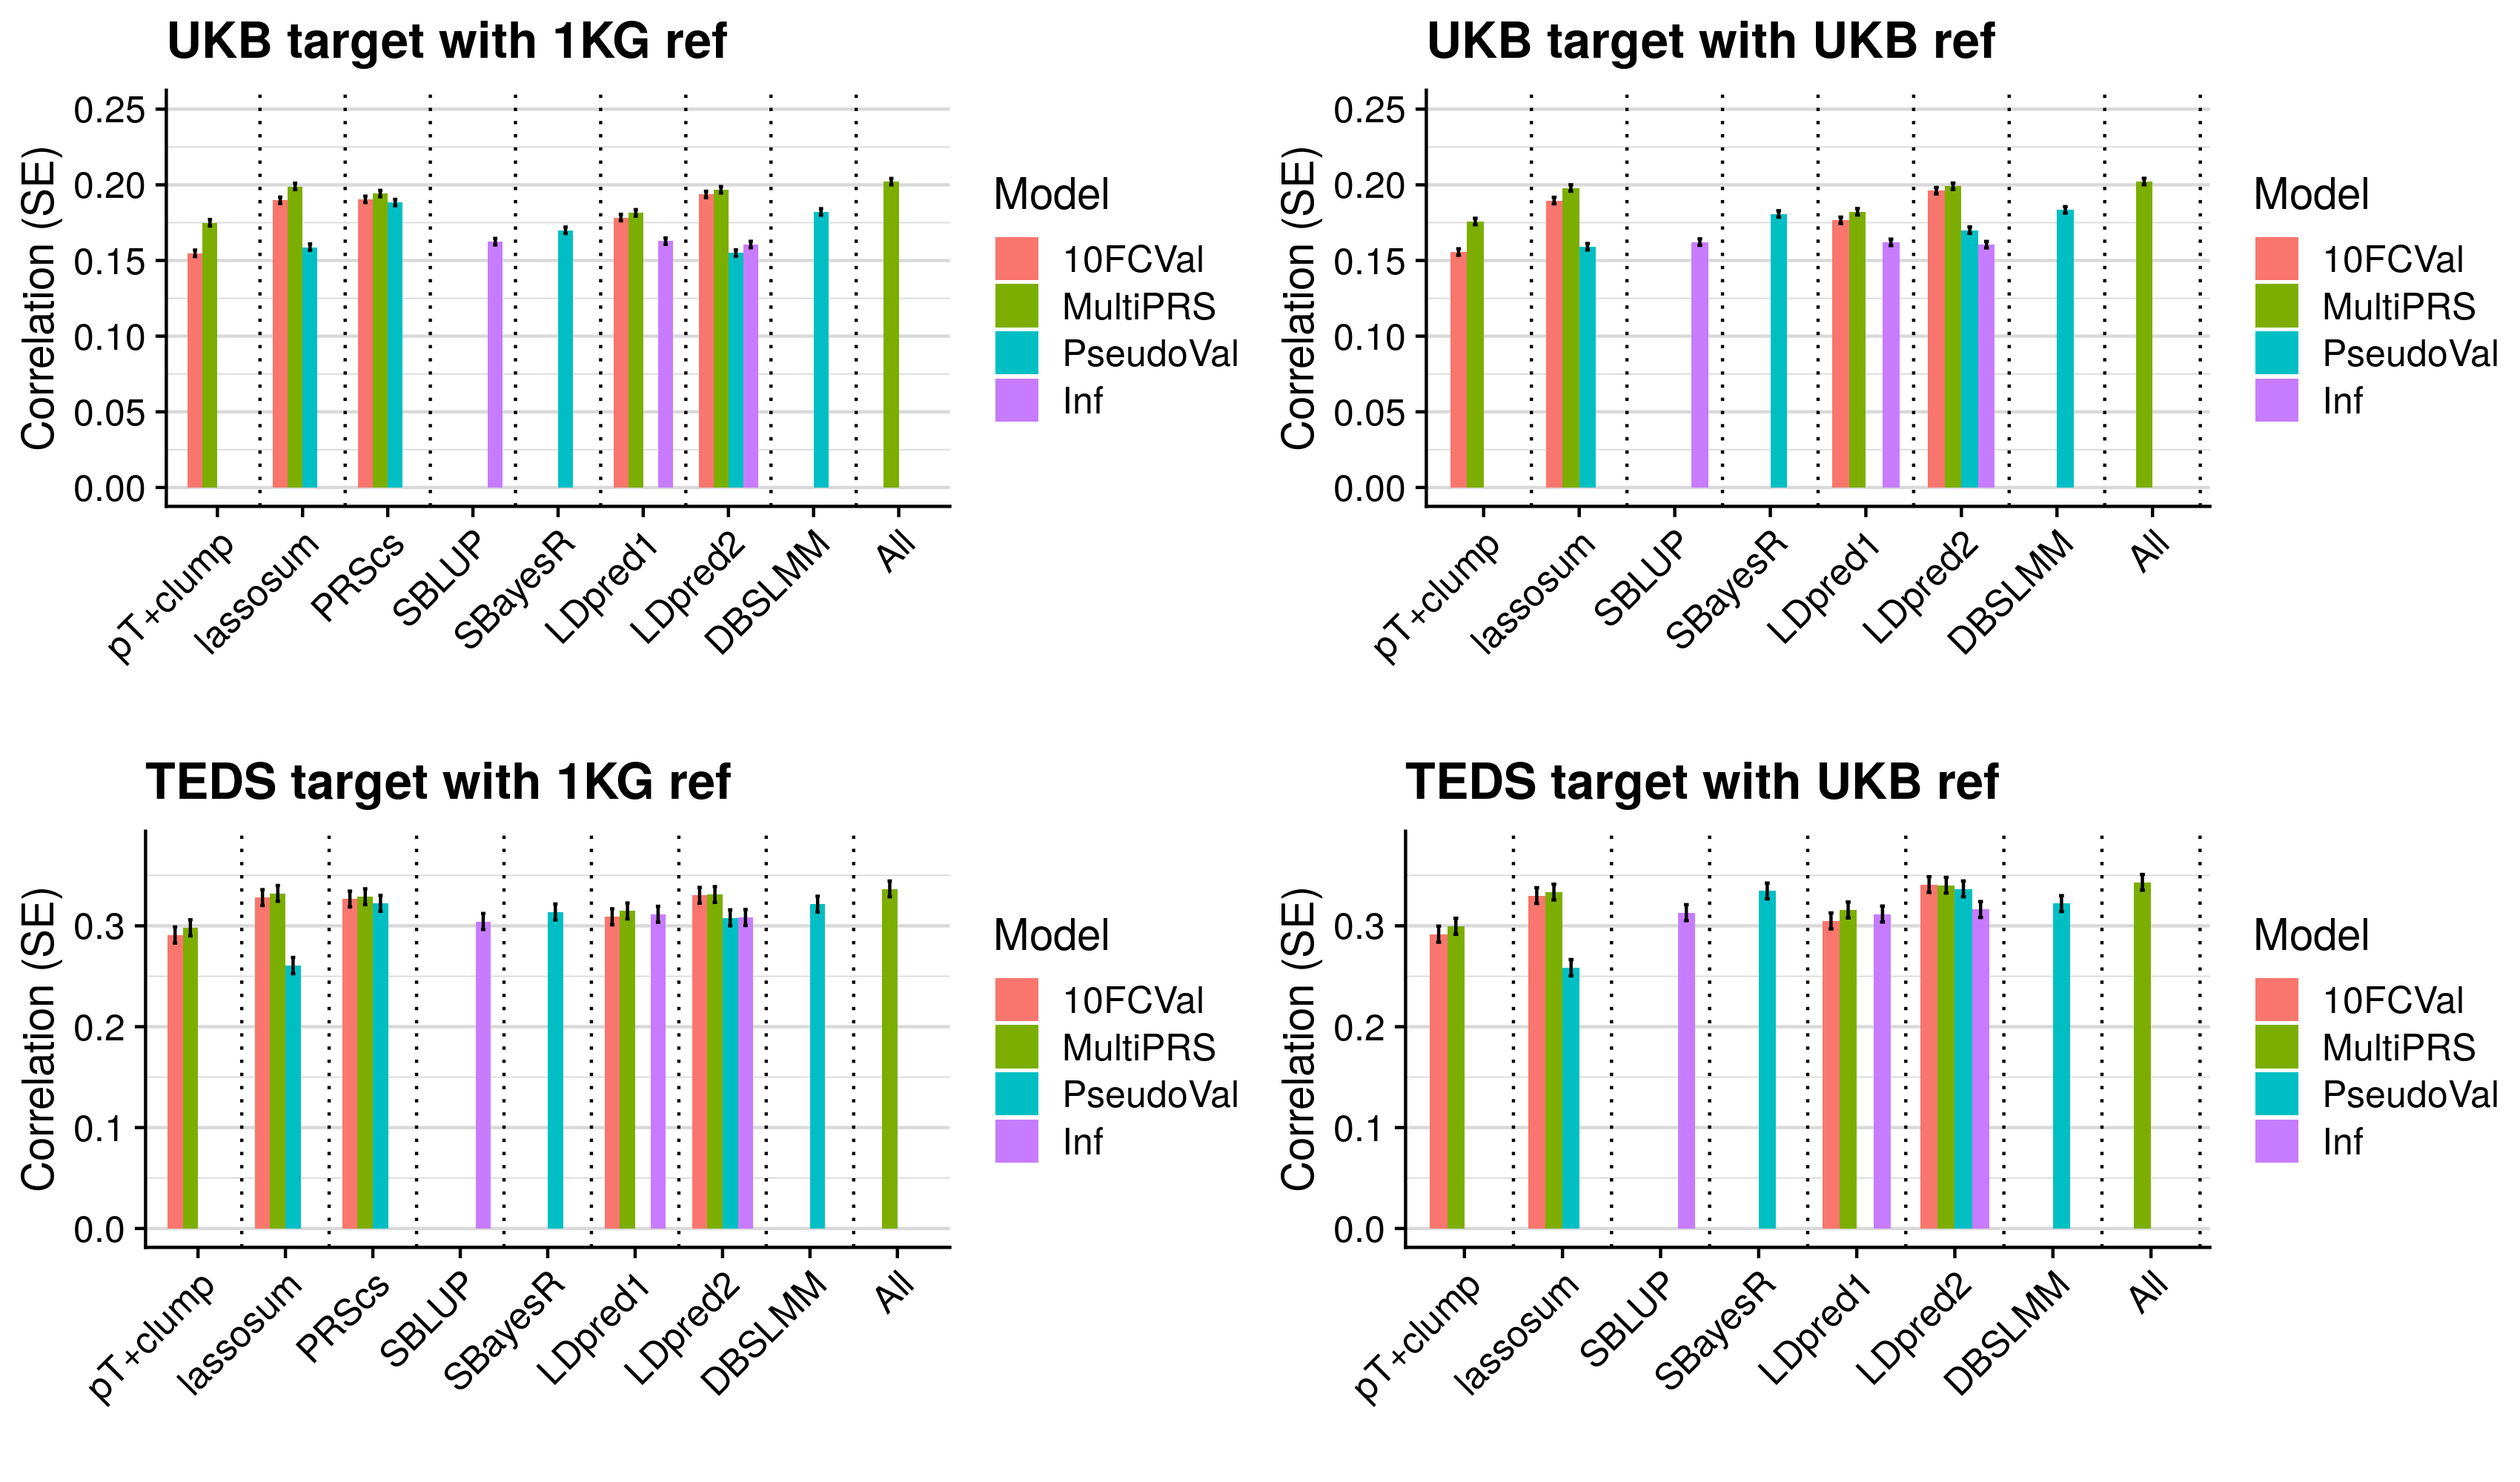 UKB target with 1KG ref
Correlation (SE)
0.25
0.20
0.15
0.10
0.05
0.00
pT+clump
lassosum
PRScs
SBLUP
SBayesR
LDpred1
LDpred2
DBSLMM
All
Model
10FCVal
MultiPRS
PseudoVal
Inf
UKB target with UKB ref
Correlation (SE)
0.25
0.20
0.15
0.10
0.05
0.00
pT+clump
lassosum
SBLUP
SBayesR
LDpred1
LDpred2
DBSLMM
All
Model
10FCVal
MultiPRS
PseudoVal
Inf
TEDS target with 1KG ref
Correlation (SE)
0.3
0.2
0.1
0.0
pT+clump
lassosum
PRScs
SBLUP
SBayesR
LDpred1
LDpred2
DBSLMM
All
Model
10FCVal
MultiPRS
PseudoVal
Inf
TEDS target with UKB ref
Correlation (SE)
0.3
0.2
0.1
0.0
pT+clump
lassosum
SBLUP
SBayesR
LDpred1
LDpred2
DBSLMM
All
Model
10FCVal
MultiPRS
PseudoVal
Inf